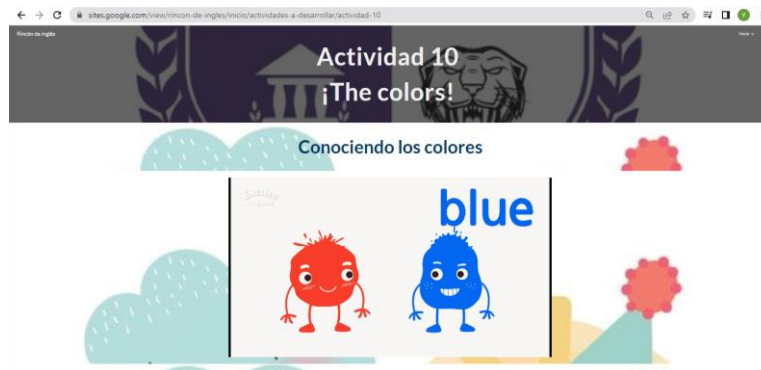 sites.google.com/view/rincon-de-ingles/inicio/actividades-a-desarrollar/actividad-10
Rincón de inglés
Inicio
Actividad 10
¡The colors!
Conociendo los colores
blue